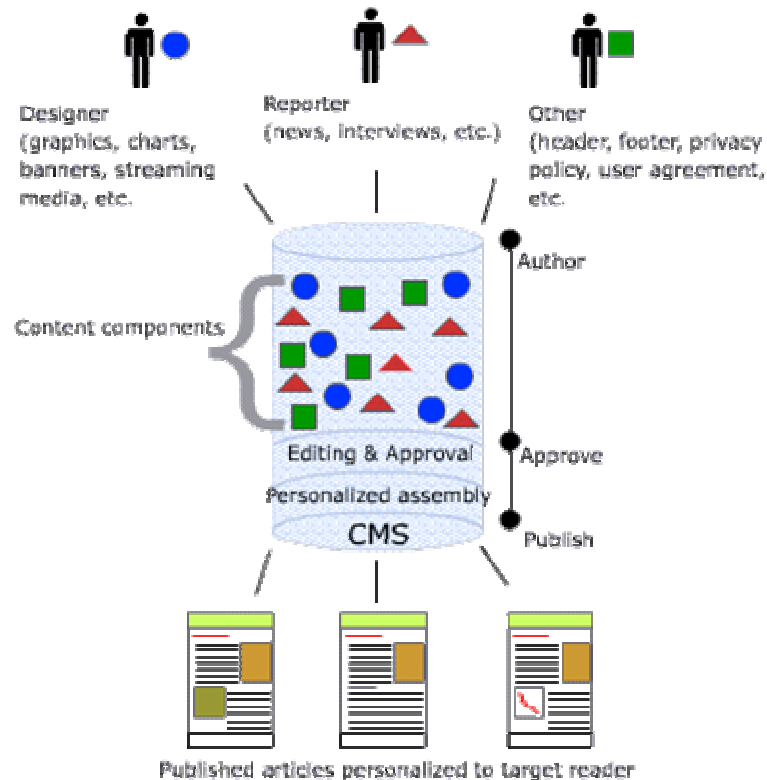 Designer
(graphics, charts,
banners, streaming
media, etc.
Reporter
(news, interviews, etc.)
Other
(header, footer, privacy
policy, user agreement,
etc.
Author
Content components
Editing & Approval
Approve
Personalized assembly
CMS
Publish
Published articles personalized to target reader